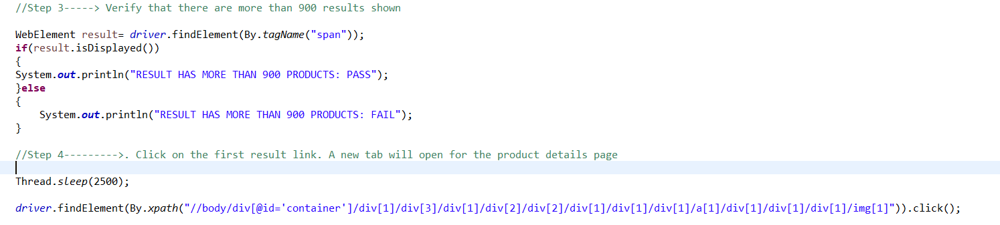 //Step 3-----> Verify that there are more than 900 results shown
WebElement result= driver.findElement(By.tagName("span"));
if(result.isDisplayed())
{
System.out.println("RESULT HAS MORE THAN 900 PRODUCTS: PASS");
}else
{
    System.out.println("RESULT HAS MORE THAN 900 PRODUCTS: FAIL");
}
//Step 4--------->. Click on the first result link. A new tab will open for the product details page
Thread.sleep(2500);
driver.findElement(By.xpath("//body/div[@id='container']/div[1]/div[3]/div[1]/div[2]/div[2]/div[1]/div[1]/div[1]/a[1]/div[1]/div[1]/div[1]/img[1]")).click();